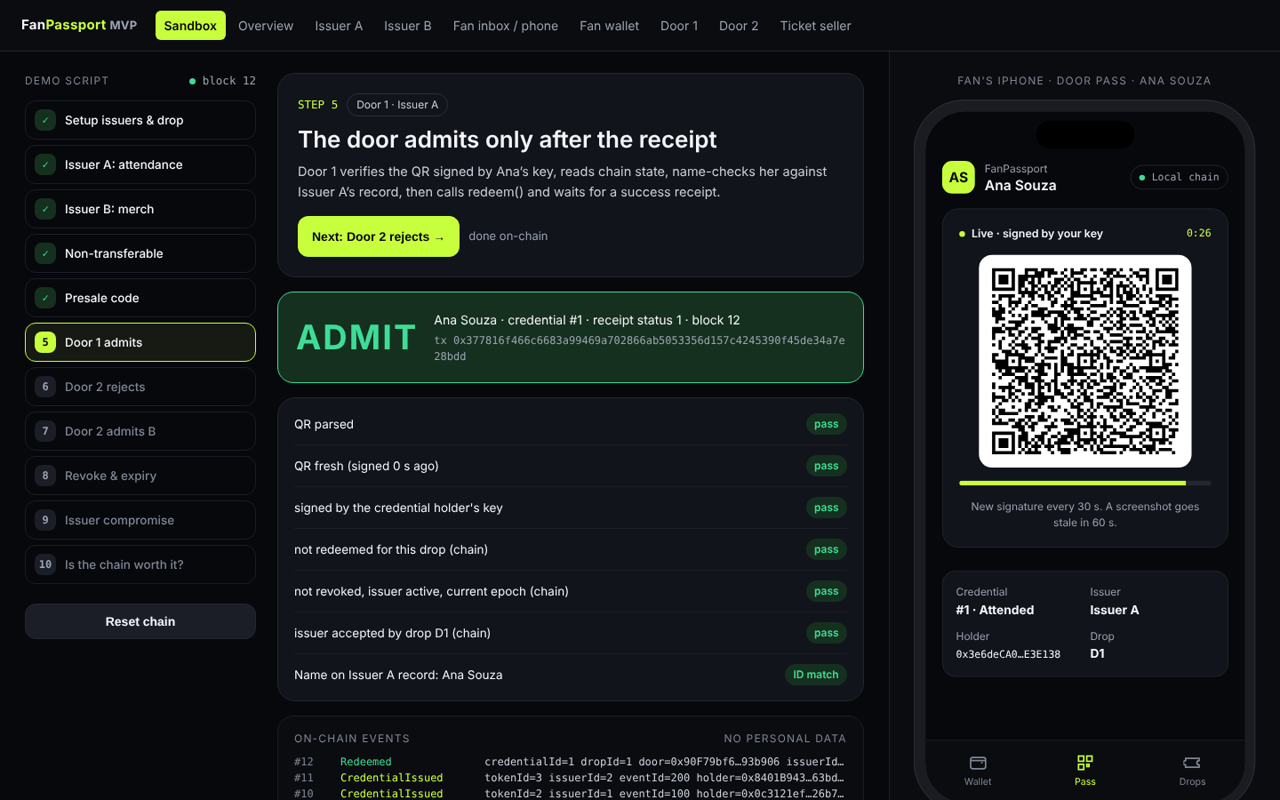 FanPassport MVP
Sandbox
Overview
Issuer A
Issuer B
Fan inbox / phone
Fan wallet
Door 1
Door 2
Ticket seller
DEMO SCRIPT
block 12
✓ Setup issuers & drop
✓ Issuer A: attendance
✓ Issuer B: merch
✓ Non-transferable
✓ Presale code
5 Door 1 admits
6 Door 2 rejects
7 Door 2 admits B
8 Revoke & expiry
9 Issuer compromise
10 Is the chain worth it?
Reset chain
STEP 5 Door 1 · Issuer A
The door admits only after the receipt
Door 1 verifies the QR signed by Ana's key, reads chain state, name-checks her against
Issuer A's record, then calls redeem() and waits for a success receipt.
Next: Door 2 rejects → done on-chain
ADMIT
Ana Souza · credential #1 · receipt status 1 · block 12
tx 0x377816f466c6683a99469a702866ab5053356d157c4245390f45de34a7e
28bdd
QR parsed pass
QR fresh (signed 0 s ago) pass
signed by the credential holder's key pass
not redeemed for this drop (chain) pass
not revoked, issuer active, current epoch (chain) pass
issuer accepted by drop D1 (chain) pass
Name on Issuer A record: Ana Souza ID match
ON-CHAIN EVENTS NO PERSONAL DATA
#12 Redeemed credentialId=1 dropId=1 door=0x90F79bf6…93b906 issuerId…
#11 CredentialIssued tokenId=3 issuerId=2 eventId=200 holder=0x8401B943…63bd…
#10 CredentialIssued tokenId=2 issuerId=1 eventId=100 holder=0x0c3121ef…26b7…
FAN'S IPHONE · DOOR PASS · ANA SOUZA
AS
FanPassport
Ana Souza
Local chain
Live · signed by your key 0:26
New signature every 30 s. A screenshot goes
stale in 60 s.
Credential Issuer
#1 · Attended Issuer A
Holder Drop
0x3e6deCA0…E3E138 D1
Wallet Pass Drops